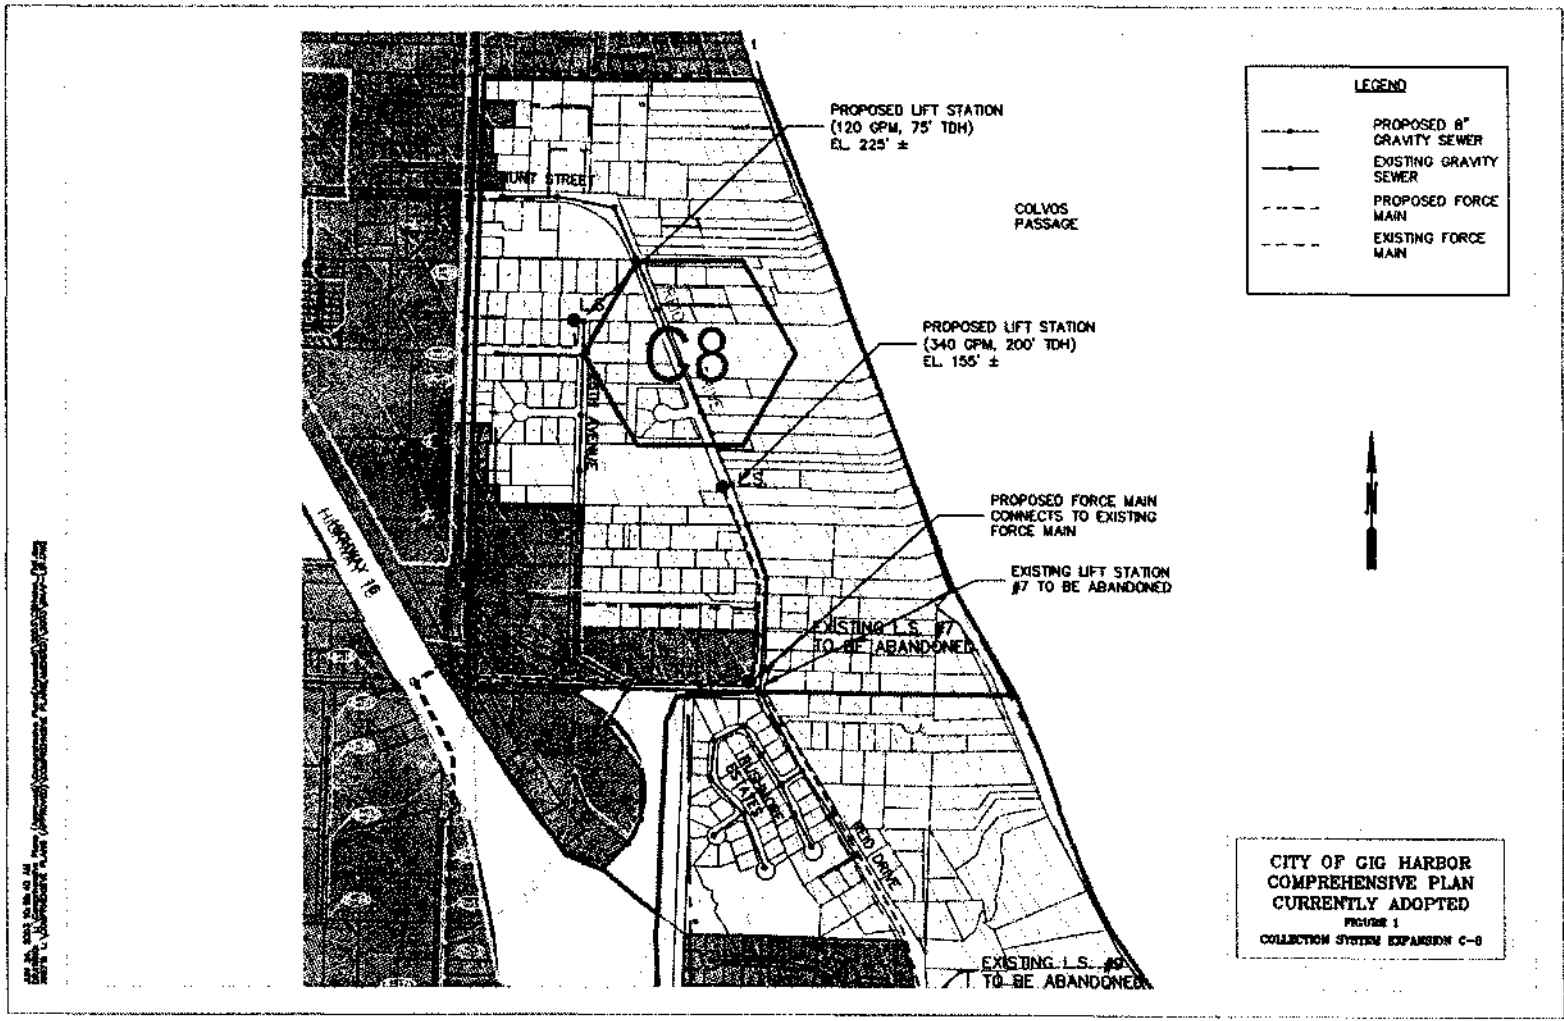 PROPOSED LIFT STATION
(120 GPM, 75' TDH)
EL. 225' ±
LEGEND
PROPOSED 8"
GRAVITY SEWER
EXISTING GRAVITY
SEWER
PROPOSED FORCE
MAIN
EXISTING FORCE
MAIN
HUNT STREET
COLVOS
PASSAGE
L.S.
C8
PROPOSED LIFT STATION
(340 GPM, 200' TDH)
EL. 155' ±
AVENUE
L.S.
N
PROPOSED FORCE MAIN
CONNECTS TO EXISTING
FORCE MAIN
HIGHWAY 16
EXISTING LIFT STATION
#7 TO BE ABANDONED
EXISTING L.S. #7
TO BE ABANDONED
ESTATES
REID DRIVE
CITY OF GIG HARBOR
COMPREHENSIVE PLAN
CURRENTLY ADOPTED
FIGURE 1
COLLECTION SYSTEM EXPANSION C-8
EXISTING L.S. #9
TO BE ABANDONED